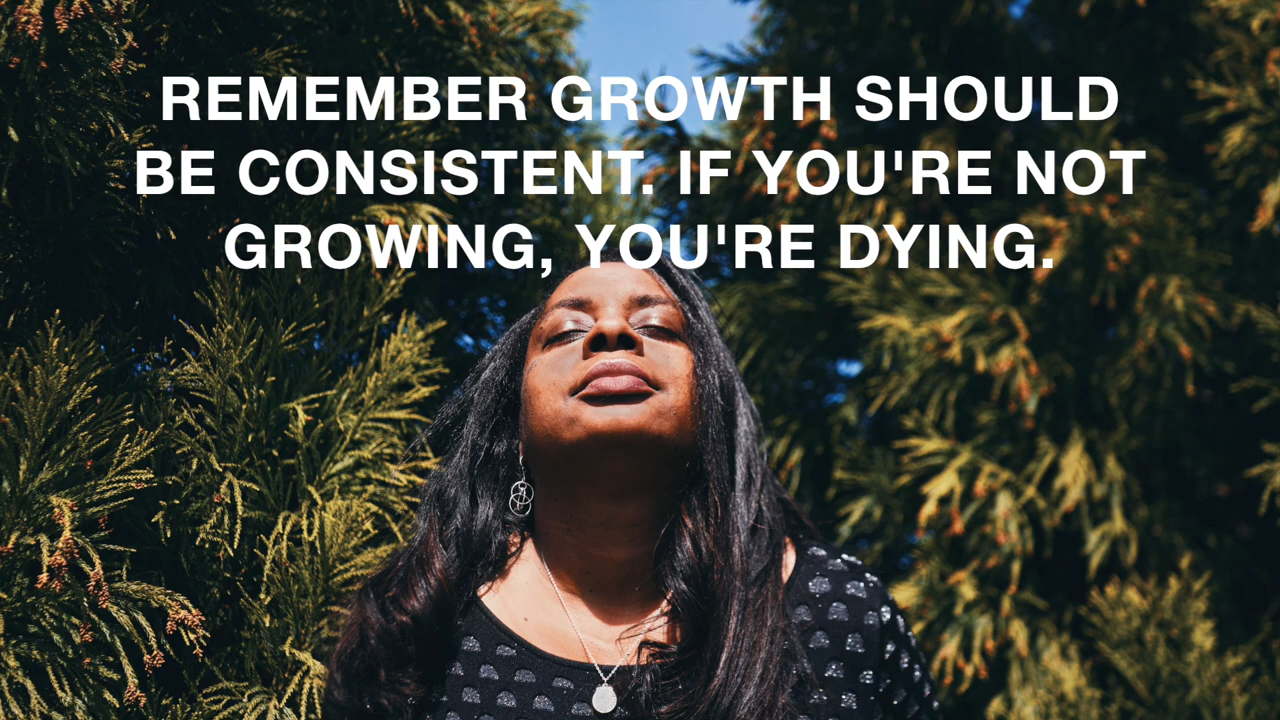 REMEMBER GROWTH SHOULD
BE CONSISTENT. IF YOU'RE NOT
GROWING, YOU'RE DYING.